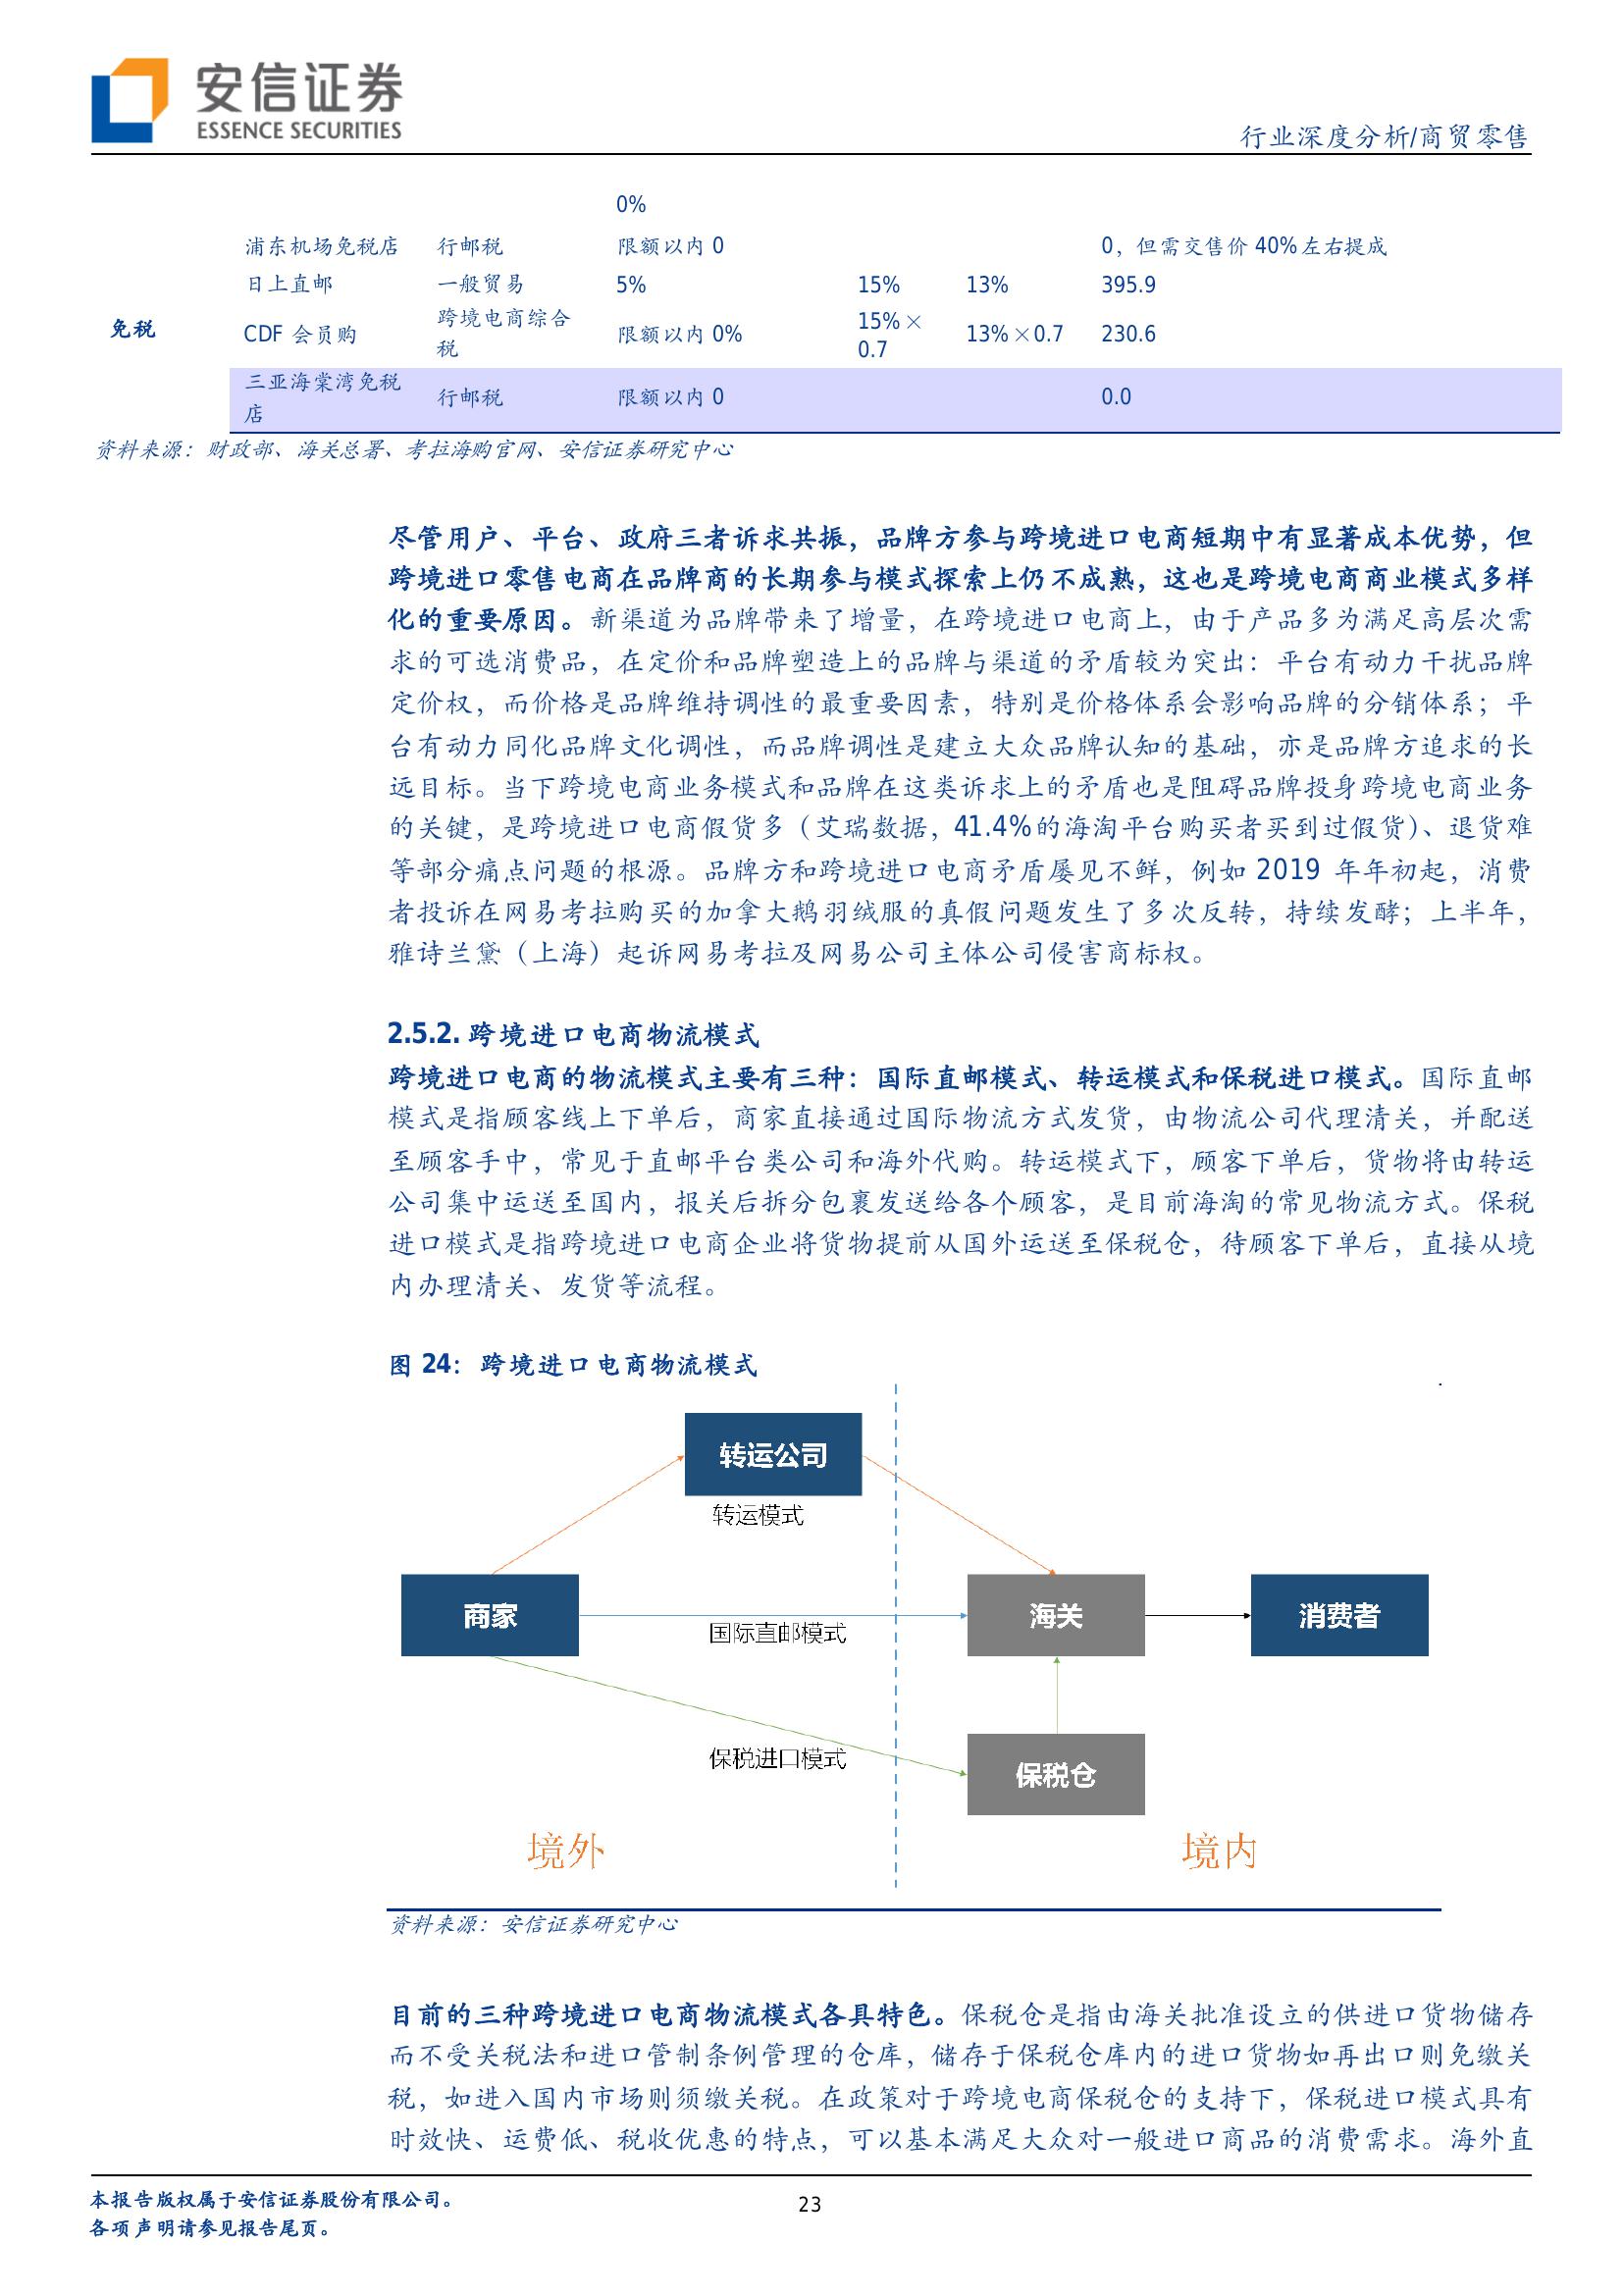 安信证券
ESSENCE SECURITIES
行业深度分析/商贸零售
0%
浦东机场免税店 行邮税 限额以内 0 0，但需交售价 40%左右提成
日上直邮 一般贸易 5% 15% 13% 395.9
免税 CDF 会员购 跨境电商综合税 限额以内 0% 15%×0.7 13%×0.7 230.6
三亚海棠湾免税店 行邮税 限额以内 0 0.0
资料来源：财政部、海关总署、考拉海购官网、安信证券研究中心
尽管用户、平台、政府三者诉求共振，品牌方参与跨境进口电商短期中有显著成本优势，但
跨境进口零售电商在品牌商的长期参与模式探索上仍不成熟，这也是跨境电商商业模式多样
化的重要原因。新渠道为品牌带来了增量，在跨境进口电商上，由于产品多为满足高层次需
求的可选消费品，在定价和品牌塑造上的品牌与渠道的矛盾较为突出：平台有动力干扰品牌
定价权，而价格是品牌维持调性的最重要因素，特别是价格体系会影响品牌的分销体系；平
台有动力同化品牌文化调性，而品牌调性是建立大众品牌认知的基础，亦是品牌方追求的长
远目标。当下跨境电商业务模式和品牌在这类诉求上的矛盾也是阻碍品牌投身跨境电商业务
的关键，是跨境进口电商假货多（艾瑞数据，41.4%的海淘平台购买者买到过假货）、退货难
等部分痛点问题的根源。品牌方和跨境进口电商矛盾屡见不鲜，例如 2019 年年初起，消费
者投诉在网易考拉购买的加拿大鹅羽绒服的真假问题发生了多次反转，持续发酵；上半年，
雅诗兰黛（上海）起诉网易考拉及网易公司主体公司侵害商标权。
2.5.2. 跨境进口电商物流模式
跨境进口电商的物流模式主要有三种：国际直邮模式、转运模式和保税进口模式。国际直邮
模式是指顾客线上下单后，商家直接通过国际物流方式发货，由物流公司代理清关，并配送
至顾客手中，常见于直邮平台类公司和海外代购。转运模式下，顾客下单后，货物将由转运
公司集中运送至国内，报关后拆分包裹发送给各个顾客，是目前海淘的常见物流方式。保税
进口模式是指跨境进口电商企业将货物提前从国外运送至保税仓，待顾客下单后，直接从境
内办理清关、发货等流程。
图 24：跨境进口电商物流模式
转运公司
转运模式
商家 海关 消费者
国际直邮模式
保税进口模式
保税仓
境外 境内
资料来源：安信证券研究中心
目前的三种跨境进口电商物流模式各具特色。保税仓是指由海关批准设立的供进口货物储存
而不受关税法和进口管制条例管理的仓库，储存于保税仓库内的进口货物如再出口则免缴关
税，如进入国内市场则须缴关税。在政策对于跨境电商保税仓的支持下，保税进口模式具有
时效快、运费低、税收优惠的特点，可以基本满足大众对一般进口商品的消费需求。海外直
本报告版权属于安信证券股份有限公司。
各项声明请参见报告尾页。
23